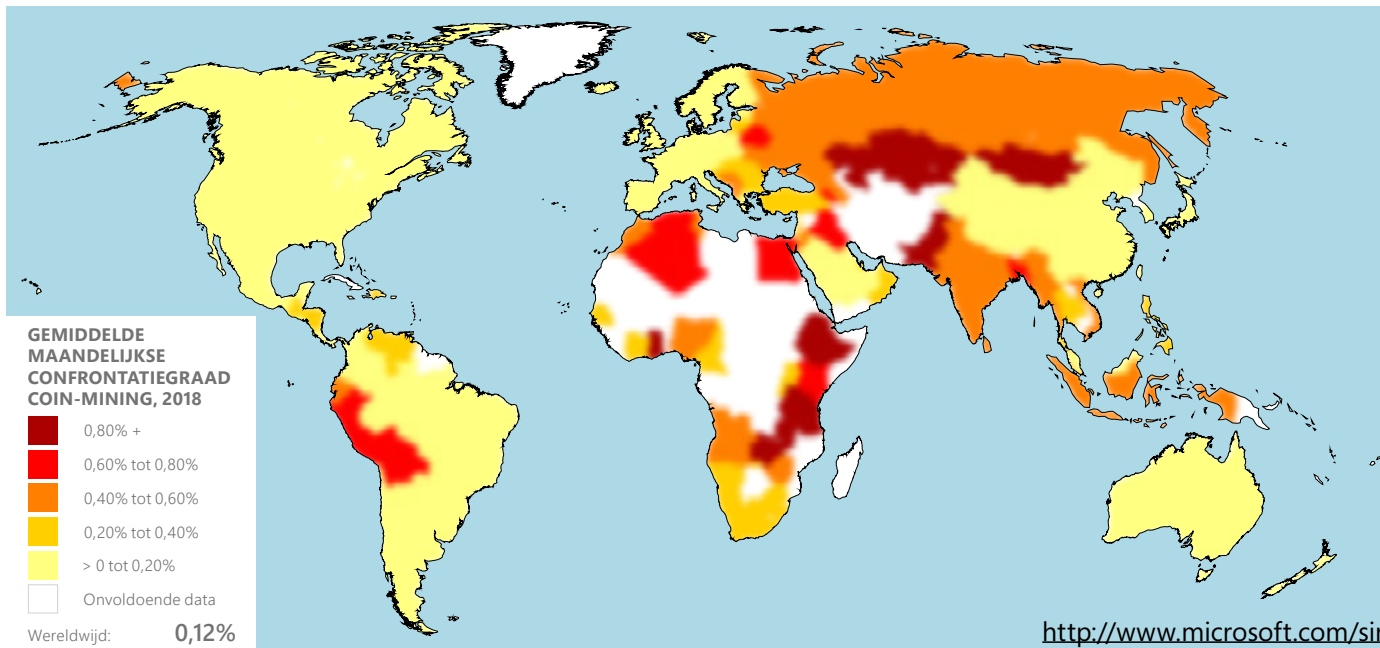 GEMIDDELDE
MAANDELIJKSE
CONFRONTATIEGRAAD
COIN-MINING, 2018
0,80% +
0,60% tot 0,80%
0,40% tot 0,60%
0,20% tot 0,40%
> 0 tot 0,20%
Onvoldoende data
Wereldwijd: 0,12%
http://www.microsoft.com/sir